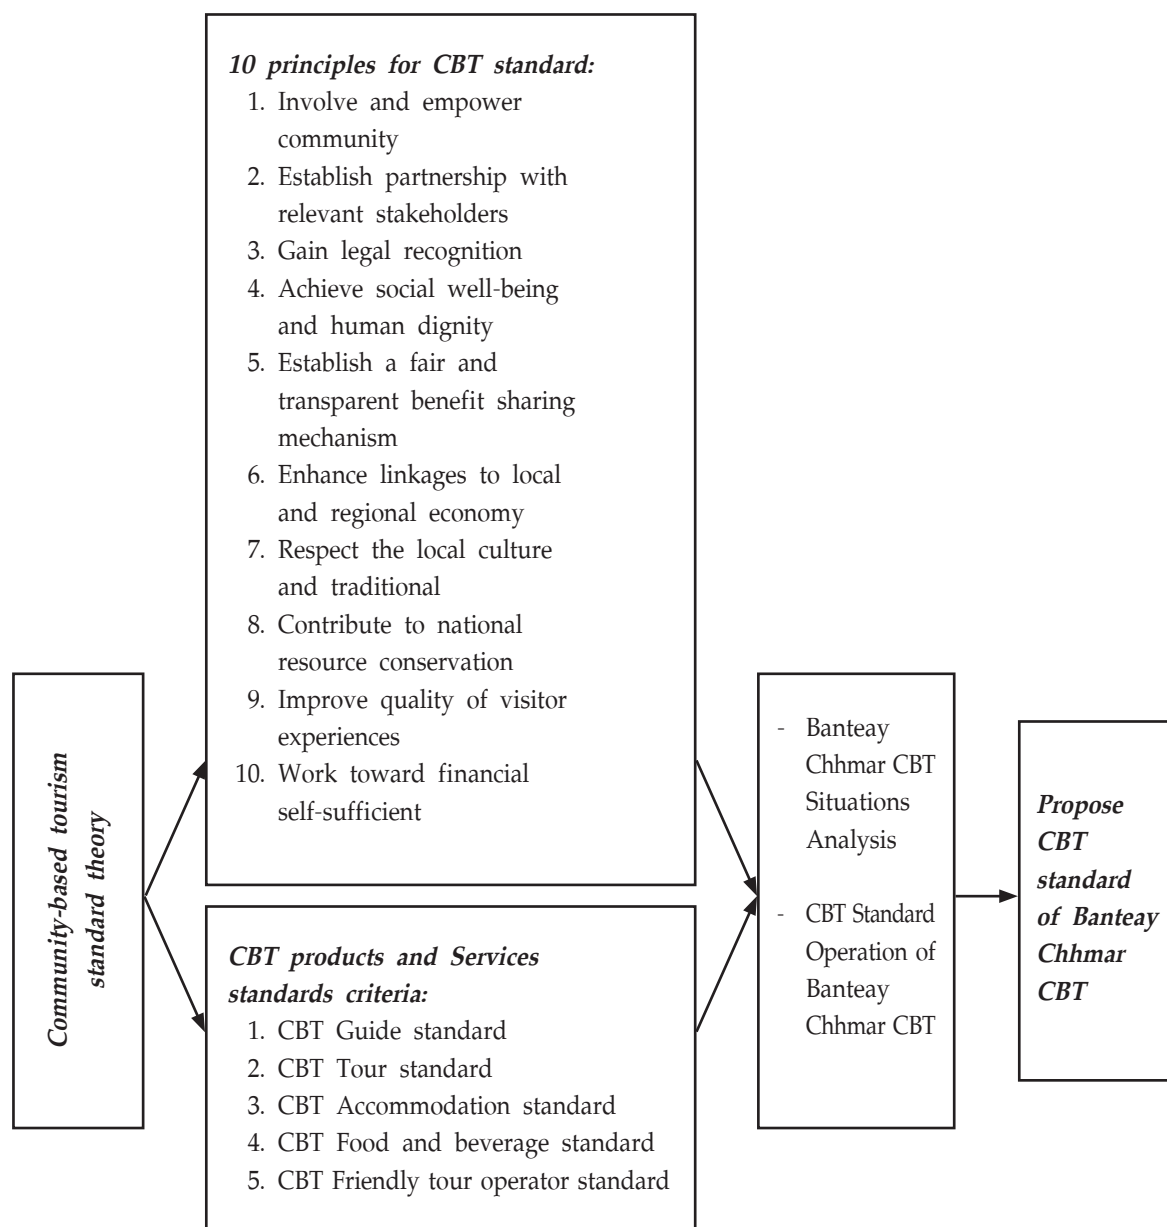 Community-based tourism
standard theory
10 principles for CBT standard:
1. Involve and empower
community
2. Establish partnership with
relevant stakeholders
3. Gain legal recognition
4. Achieve social well-being
and human dignity
5. Establish a fair and
transparent benefit sharing
mechanism
6. Enhance linkages to local
and regional economy
7. Respect the local culture
and traditional
8. Contribute to national
resource conservation
9. Improve quality of visitor
experiences
10. Work toward financial
self-sufficient
CBT products and Services
standards criteria:
1. CBT Guide standard
2. CBT Tour standard
3. CBT Accommodation standard
4. CBT Food and beverage standard
5. CBT Friendly tour operator standard
- Banteay
Chhmar CBT
Situations
Analysis
- CBT Standard
Operation of
Banteay
Chhmar CBT
Propose
CBT
standard
of Banteay
Chhmar
CBT